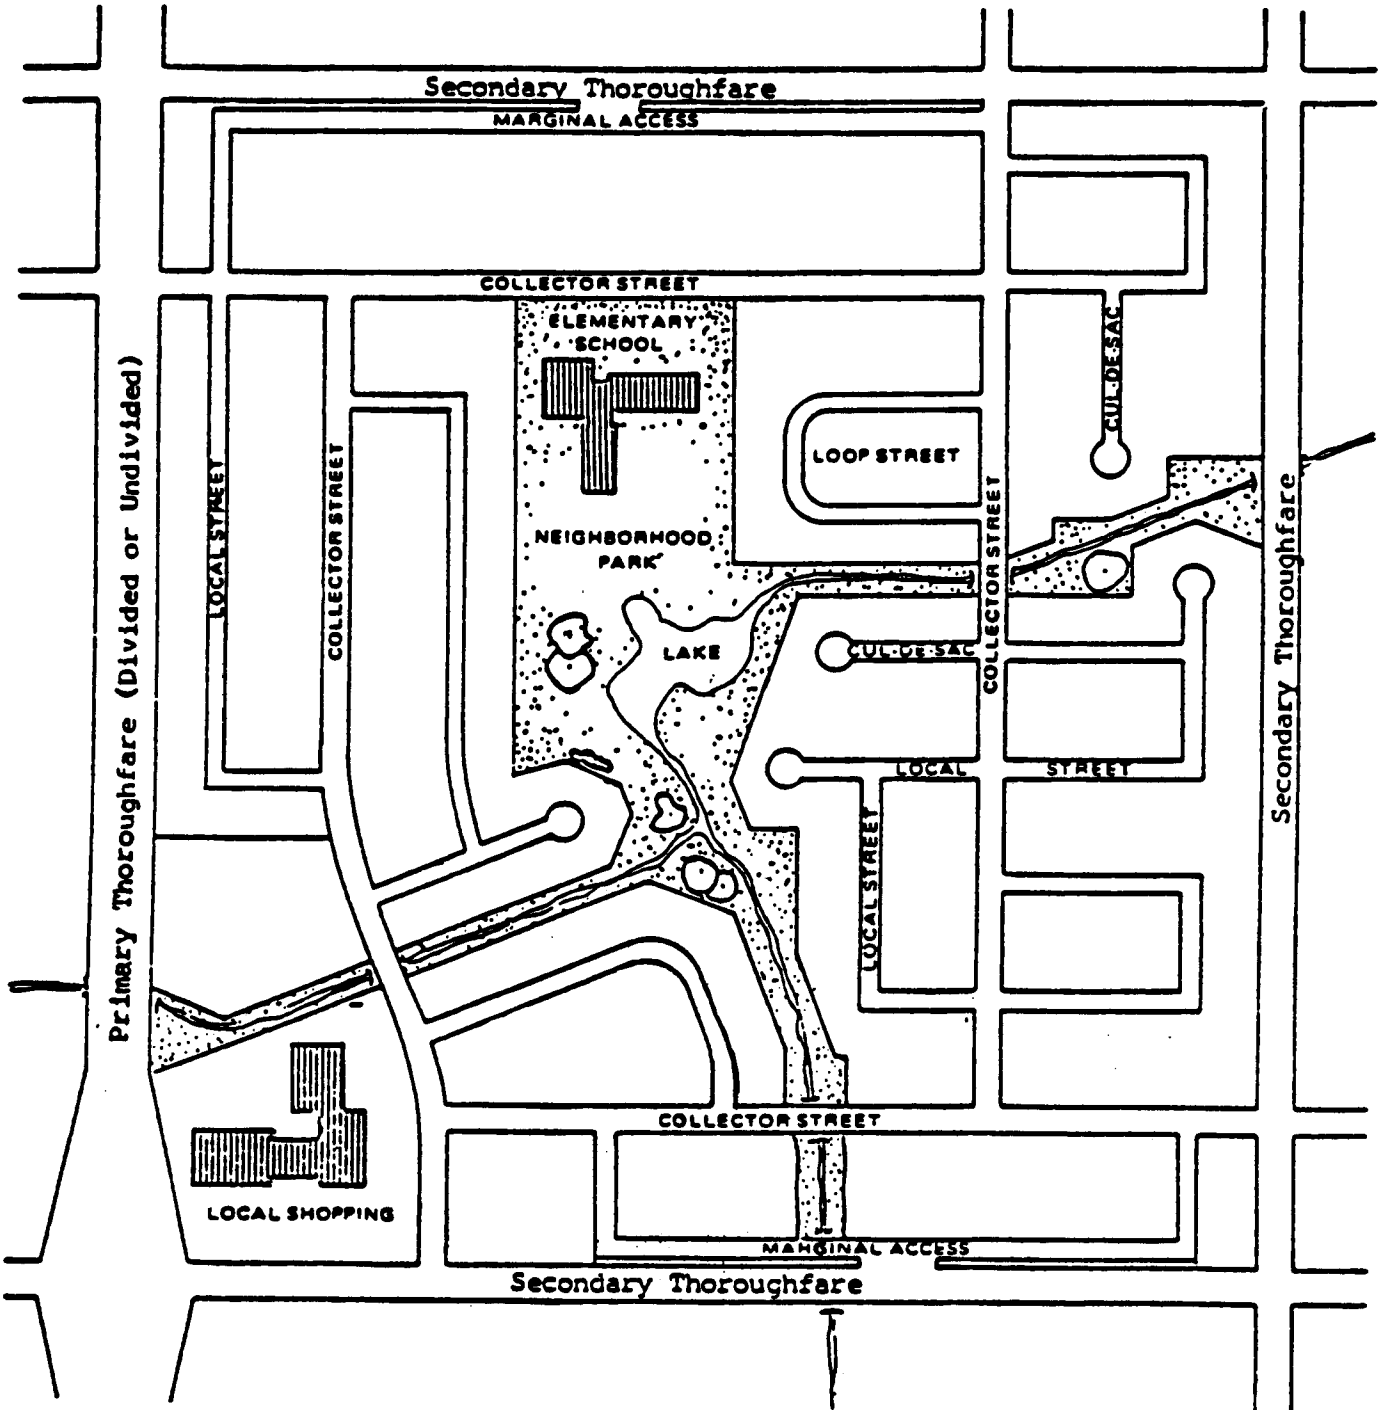 Secondary Thoroughfare
MARGINAL ACCESS
COLLECTOR STREET
ELEMENTARY
SCHOOL
CUL-DE-SAC
Primary Thoroughfare (Divided or Undivided)
LOCAL STREET
COLLECTOR STREET
LOOP STREET
COLLECTOR STREET
Secondary Thoroughfare
NEIGHBORHOOD
PARK
LAKE
CUL-DE-SAC
LOCAL STREET
LOCAL STREET
COLLECTOR STREET
LOCAL SHOPPING
MARGINAL ACCESS
Secondary Thoroughfare